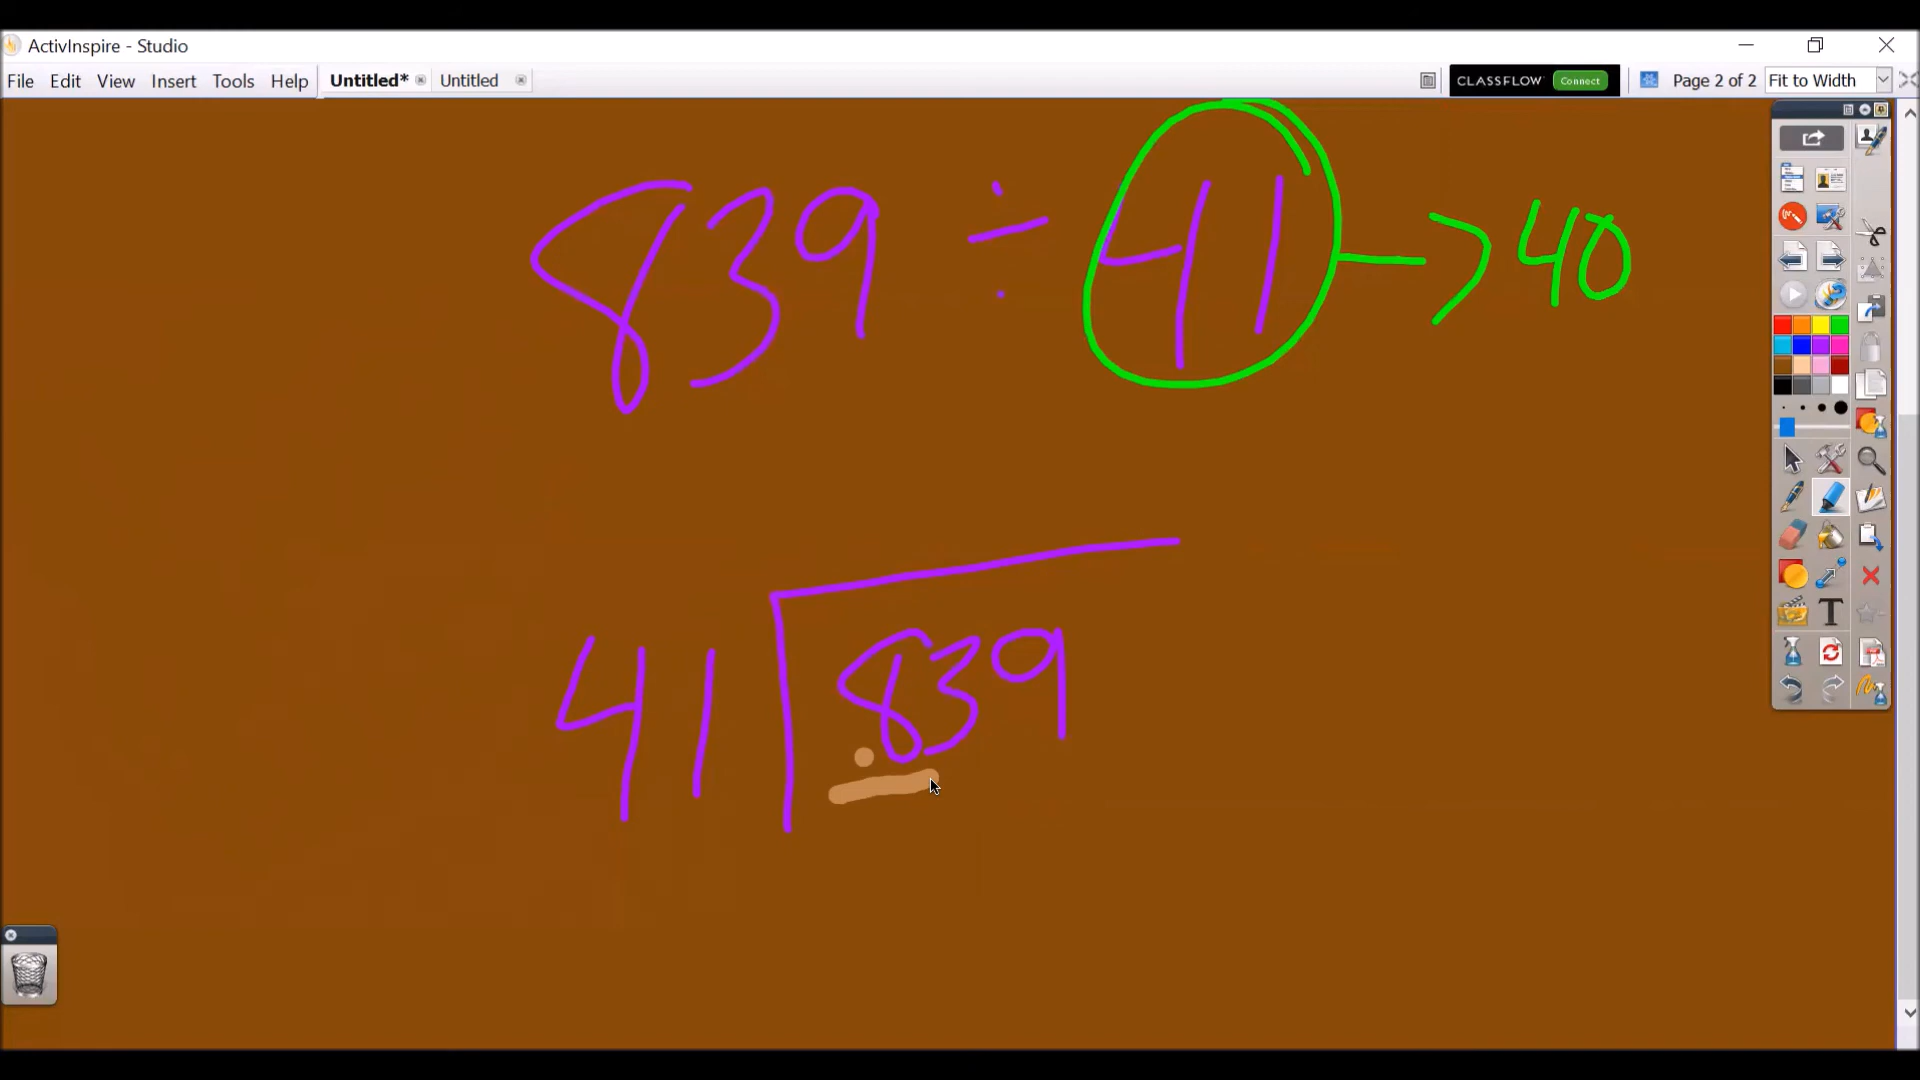 ActivInspire - Studio
File Edit View Insert Tools Help Untitled* Untitled CLASSFLOW Connect Page 2 of 2 Fit to Width
839 ÷ 41 → 40
41 839
T